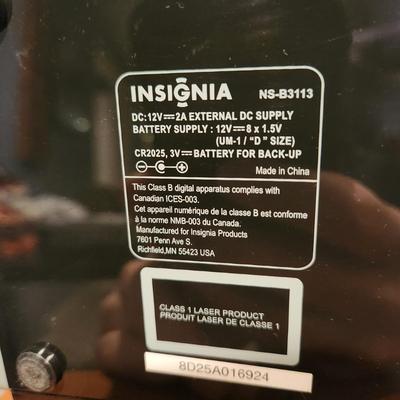 INSIGNIA NS-B3113
DC:12V⎓2A EXTERNAL DC SUPPLY
BATTERY SUPPLY : 12V⎓8 x 1.5V
(UM-1 / "D" SIZE)
CR2025, 3V⎓BATTERY FOR BACK-UP
Made in China
This Class B digital apparatus complies with
Canadian ICES-003.
Cet appareil numérique de la classe B est conforme
à la norme NMB-003 du Canada.
Manufactured for Insignia Products
7601 Penn Ave S.
Richfield, MN 55423 USA
CLASS 1 LASER PRODUCT
PRODUIT LASER DE CLASSE 1
8D25A016924